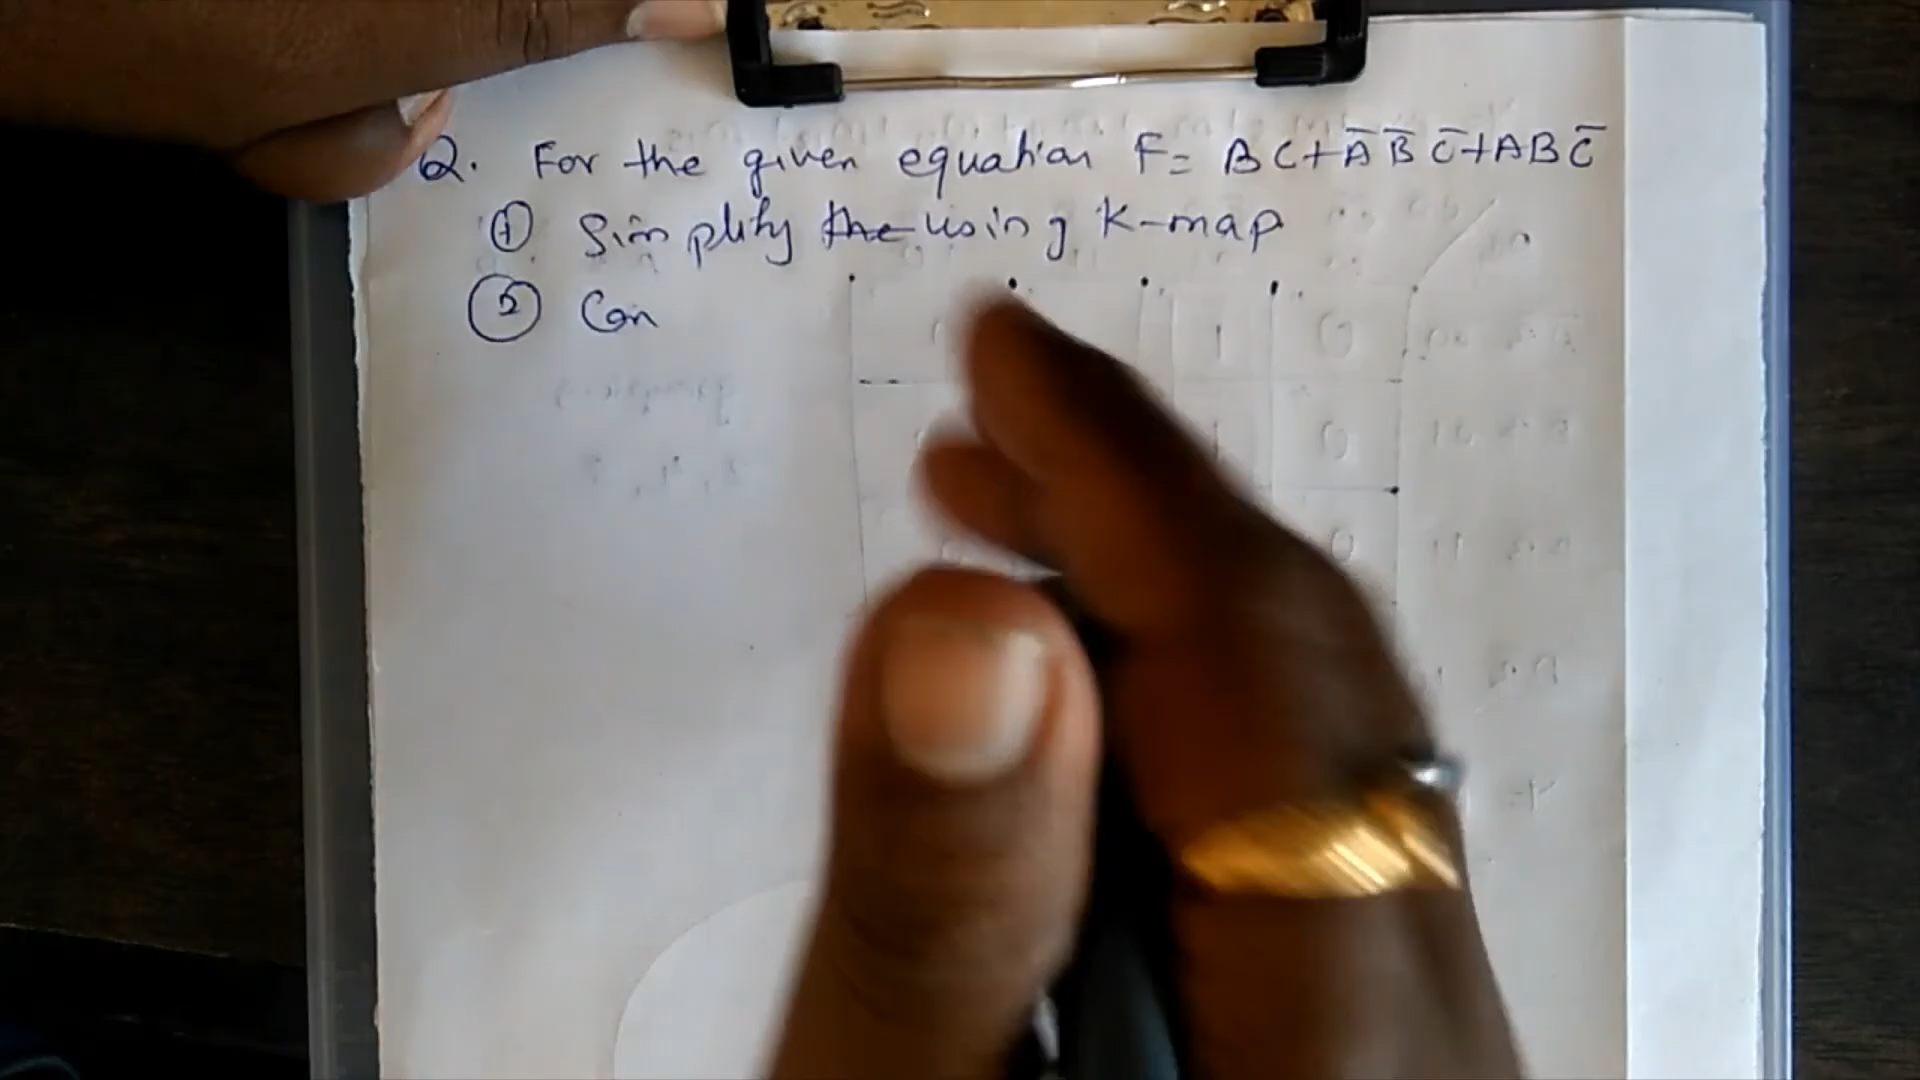 Q. For the given equation F = BC+A̅ B̅ C̅+ABC̅
① Simplify the using K-map
② Con